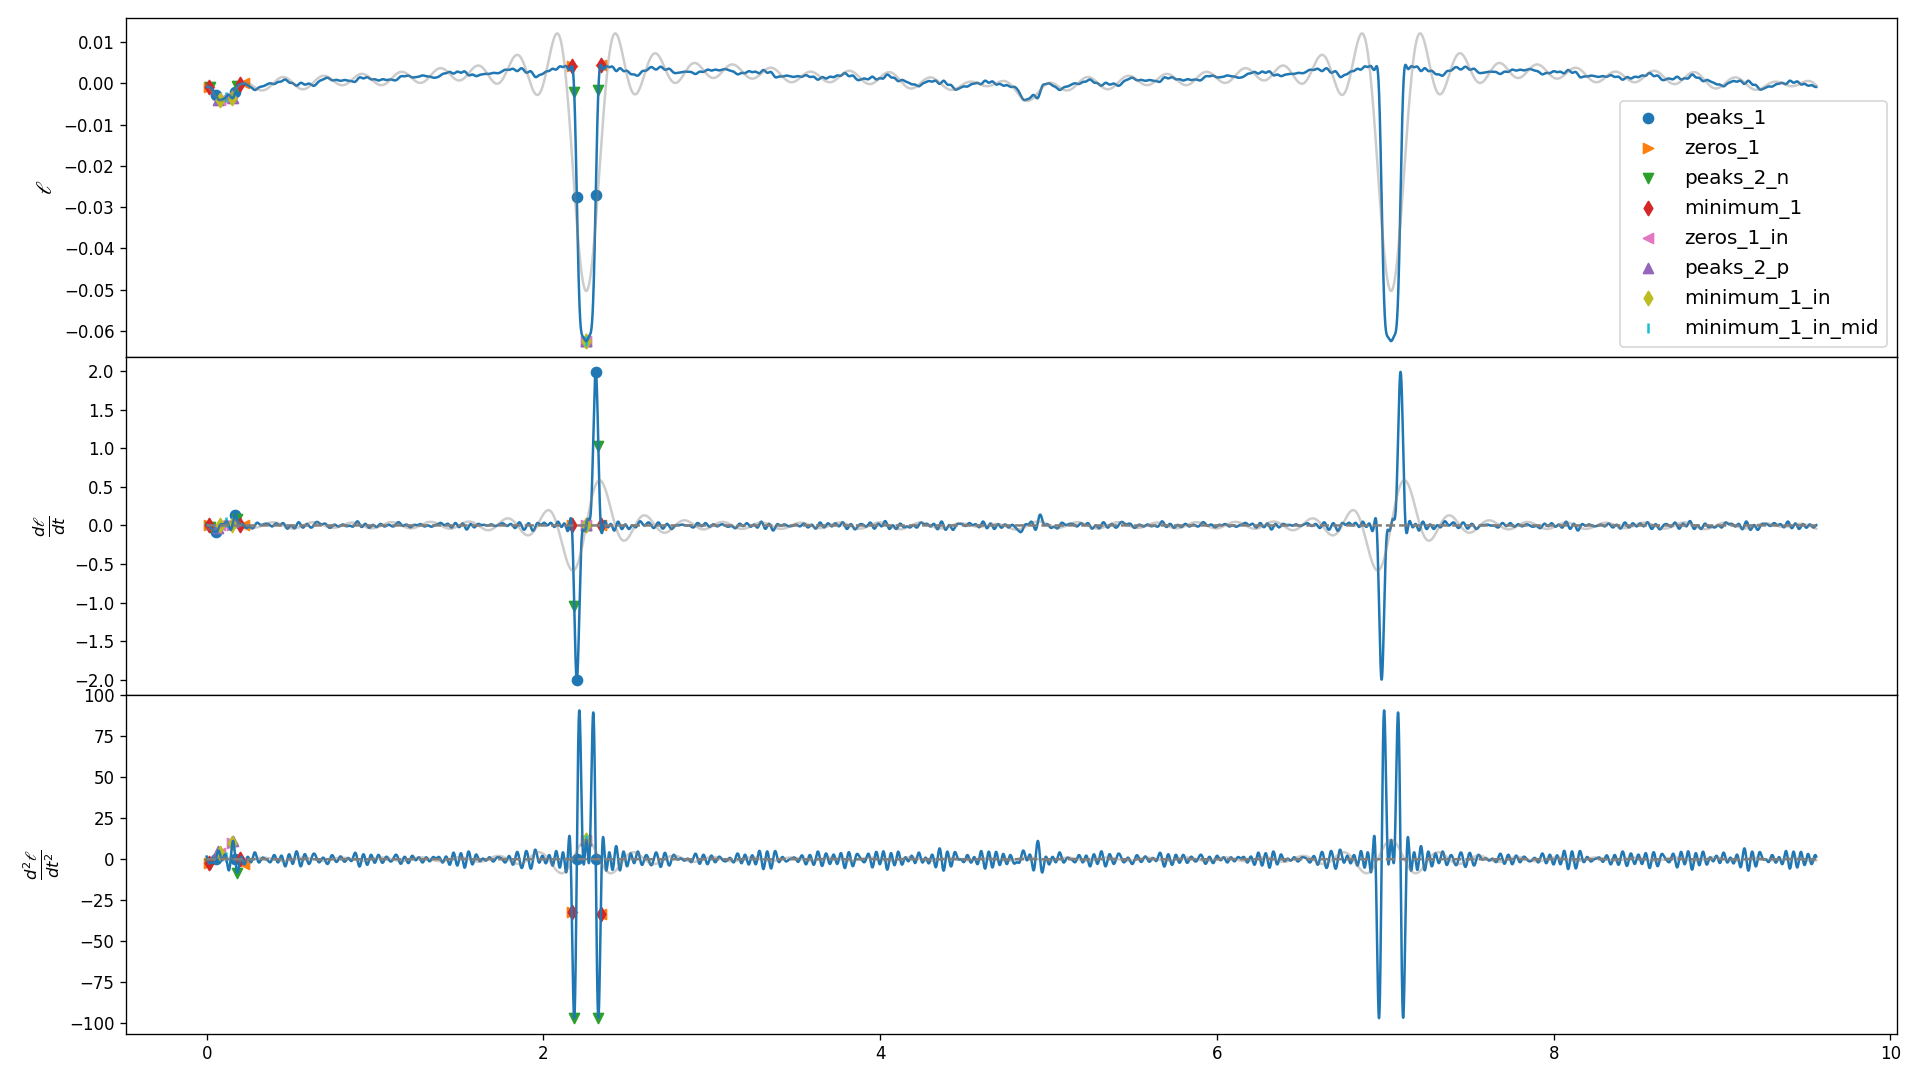 0.01
0.00
−0.01
−0.02
−0.03
−0.04
−0.05
−0.06
ℓ
peaks_1
zeros_1
peaks_2_n
minimum_1
zeros_1_in
peaks_2_p
minimum_1_in
minimum_1_in_mid
2.0
1.5
1.0
0.5
0.0
−0.5
−1.0
−1.5
−2.0
dℓ
dt
100
75
50
25
0
−25
−50
−75
−100
d²ℓ
dt²
0 2 4 6 8 10